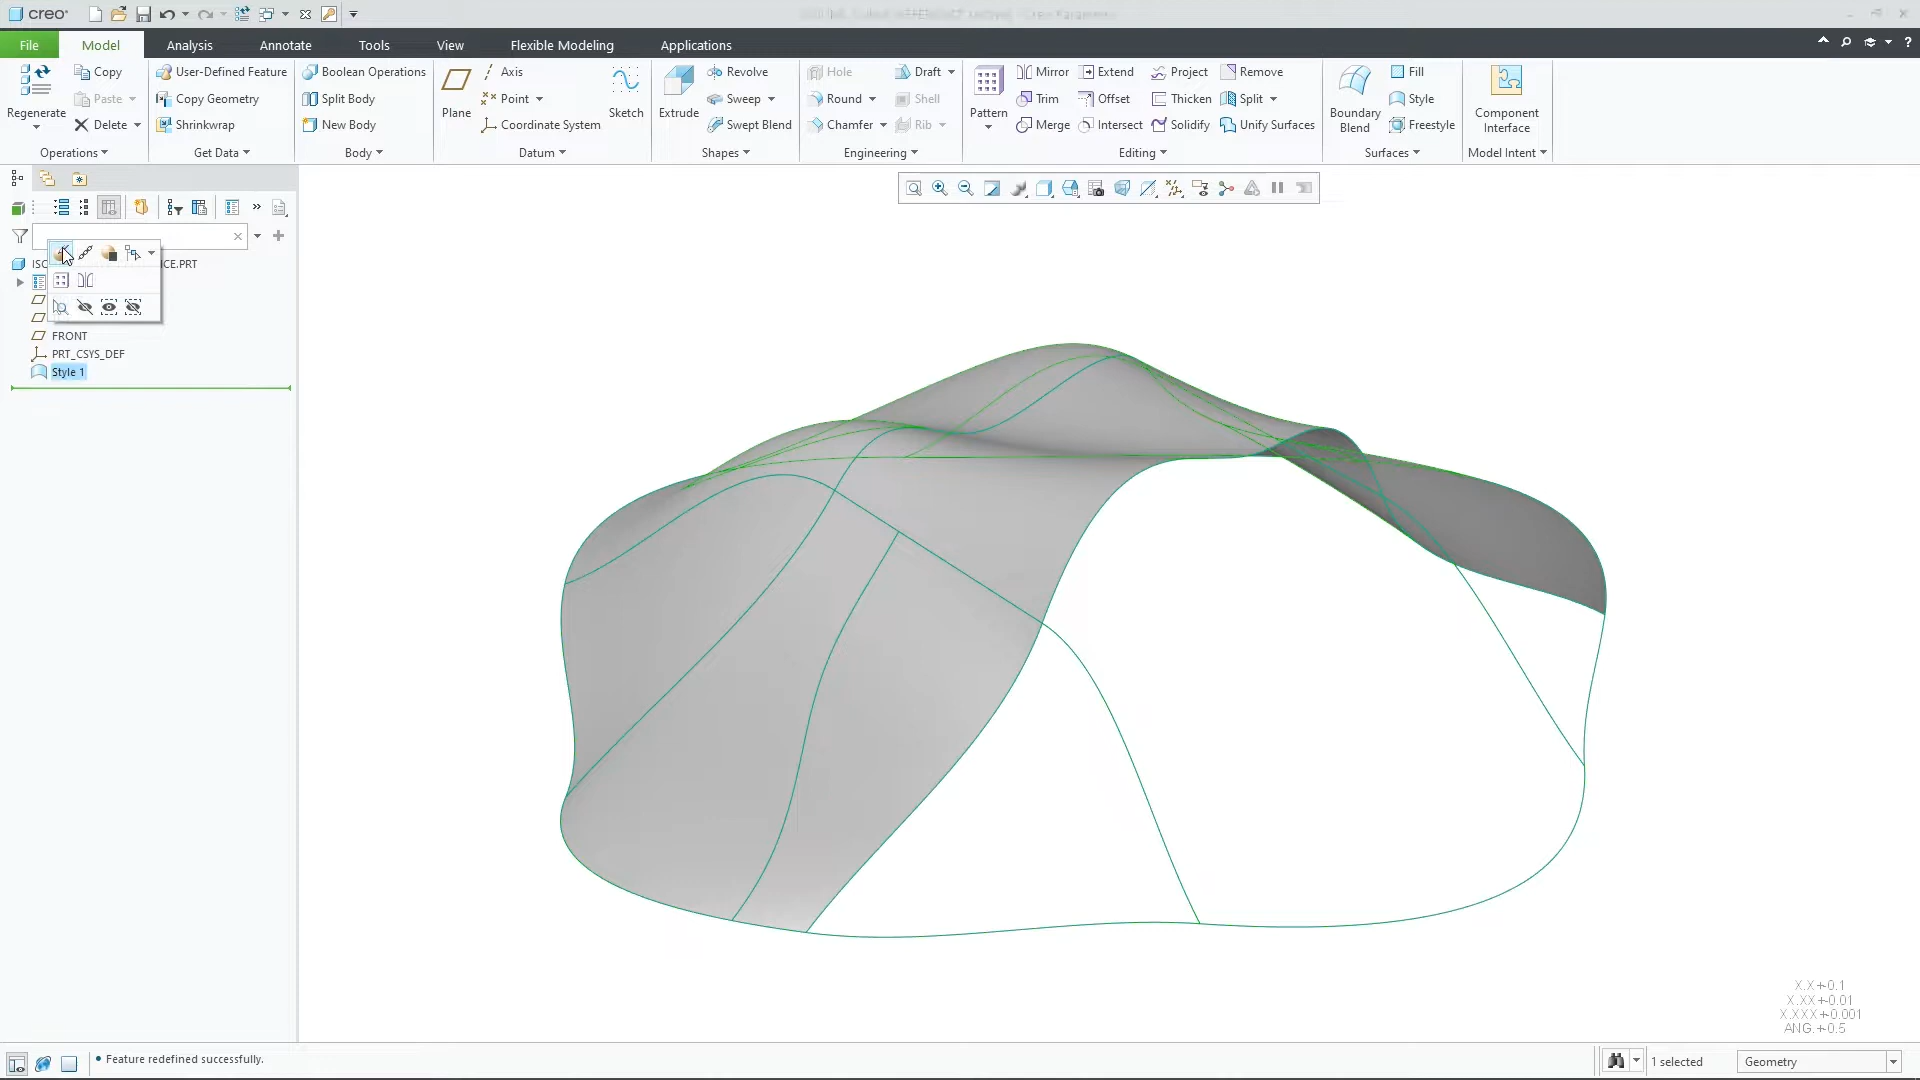 creo
File Model Analysis Annotate Tools View Flexible Modeling Applications
Regenerate
Copy
Paste
Delete
Operations
User-Defined Feature
Copy Geometry
Shrinkwrap
Get Data
Boolean Operations
Split Body
New Body
Body
Plane
Axis
Point
Coordinate System
Sketch
Datum
Extrude
Revolve
Sweep
Swept Blend
Shapes
Hole
Round
Chamfer
Draft
Shell
Rib
Engineering
Pattern
Mirror
Trim
Merge
Extend
Offset
Intersect
Project
Thicken
Solidify
Remove
Split
Unify Surfaces
Editing
Boundary
Blend
Fill
Style
Freestyle
Surfaces
Component
Interface
Model Intent
FRONT
PRT_CSYS_DEF
Style 1
X.X+-0.1
X.XX+-0.01
X.XXX+-0.001
ANG.+-0.5
• Feature redefined successfully.
1 selected
Geometry